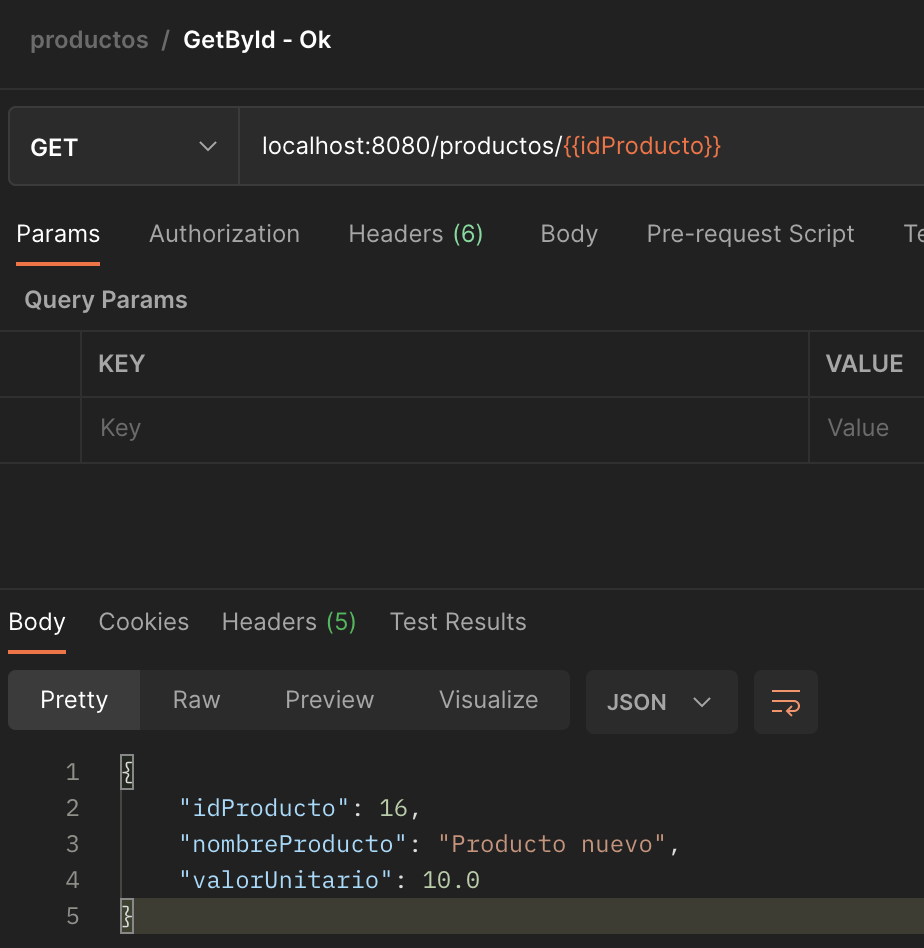 productos / GetById - Ok
GET localhost:8080/productos/{{idProducto}}
Params Authorization Headers (6) Body Pre-request Script Te
Query Params
KEY VALUE
Key Value
Body Cookies Headers (5) Test Results
Pretty Raw Preview Visualize JSON
1 {
2 "idProducto": 16,
3 "nombreProducto": "Producto nuevo",
4 "valorUnitario": 10.0
5 }